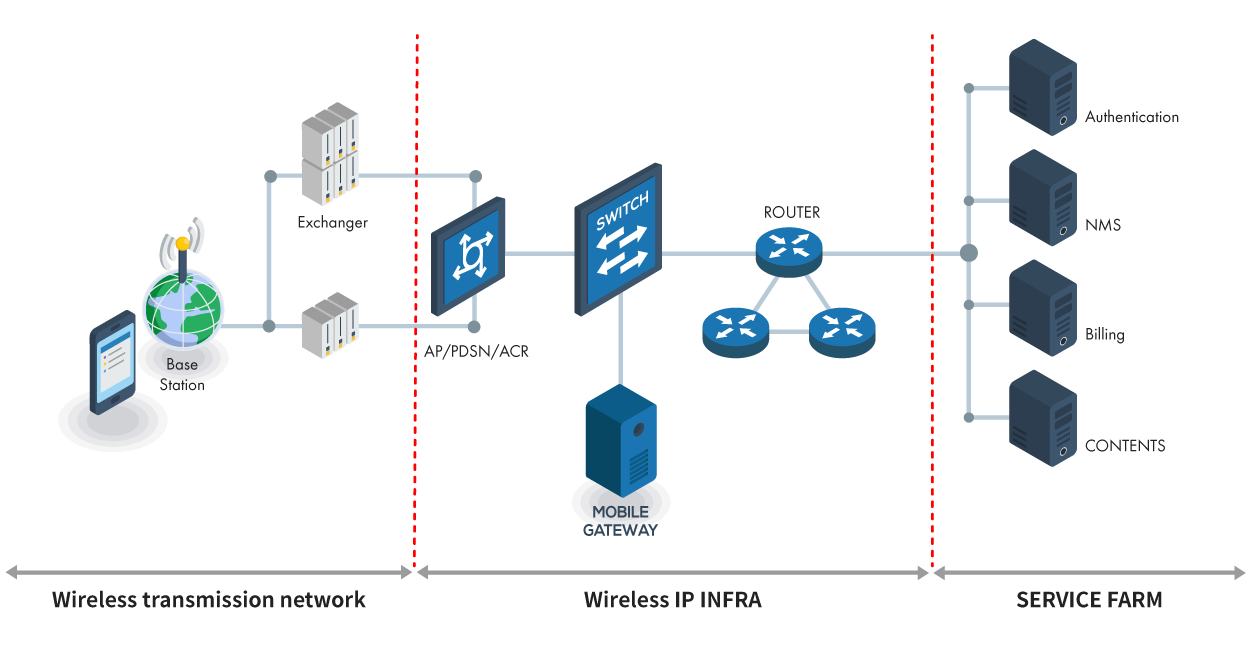 Authentication
Exchanger
NMS
SWITCH
ROUTER
Base
Station
AP/PDSN/ACR
Billing
CONTENTS
MOBILE
GATEWAY
Wireless transmission network
Wireless IP INFRA
SERVICE FARM